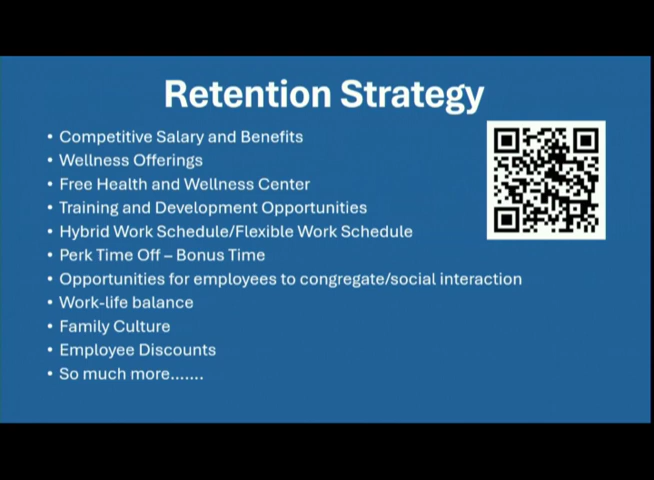 Retention Strategy
• Competitive Salary and Benefits
• Wellness Offerings
• Free Health and Wellness Center
• Training and Development Opportunities
• Hybrid Work Schedule/Flexible Work Schedule
• Perk Time Off – Bonus Time
• Opportunities for employees to congregate/social interaction
• Work-life balance
• Family Culture
• Employee Discounts
• So much more.......